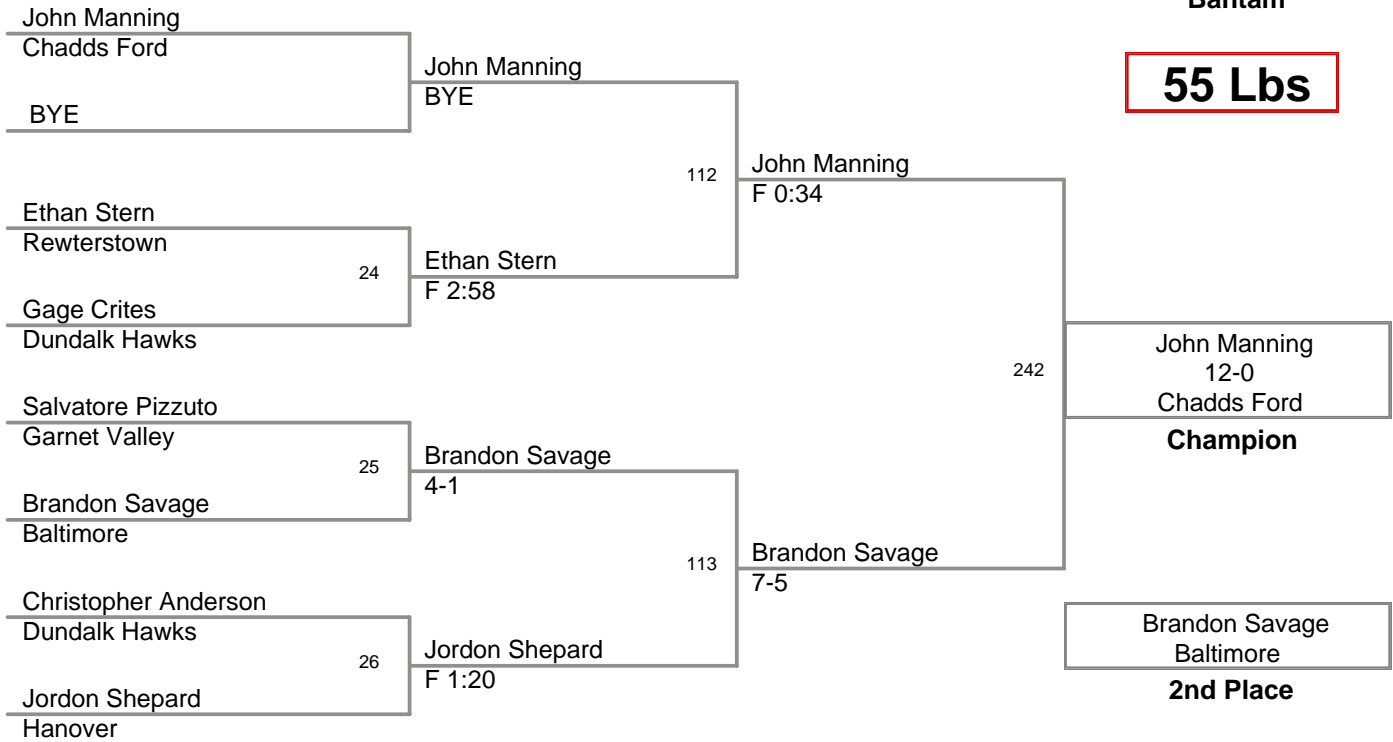 Bantam
55 Lbs
John Manning
Chadds Ford
BYE
John Manning
BYE
Ethan Stern
Rewterstown
24
Gage Crites
Dundalk Hawks
Ethan Stern
F 2:58
112
John Manning
F 0:34
Salvatore Pizzuto
Garnet Valley
25
Brandon Savage
Baltimore
Brandon Savage
4-1
Christopher Anderson
Dundalk Hawks
26
Jordon Shepard
Hanover
Jordon Shepard
F 1:20
113
Brandon Savage
7-5
242
John Manning
12-0
Chadds Ford
Champion
Brandon Savage
Baltimore
2nd Place